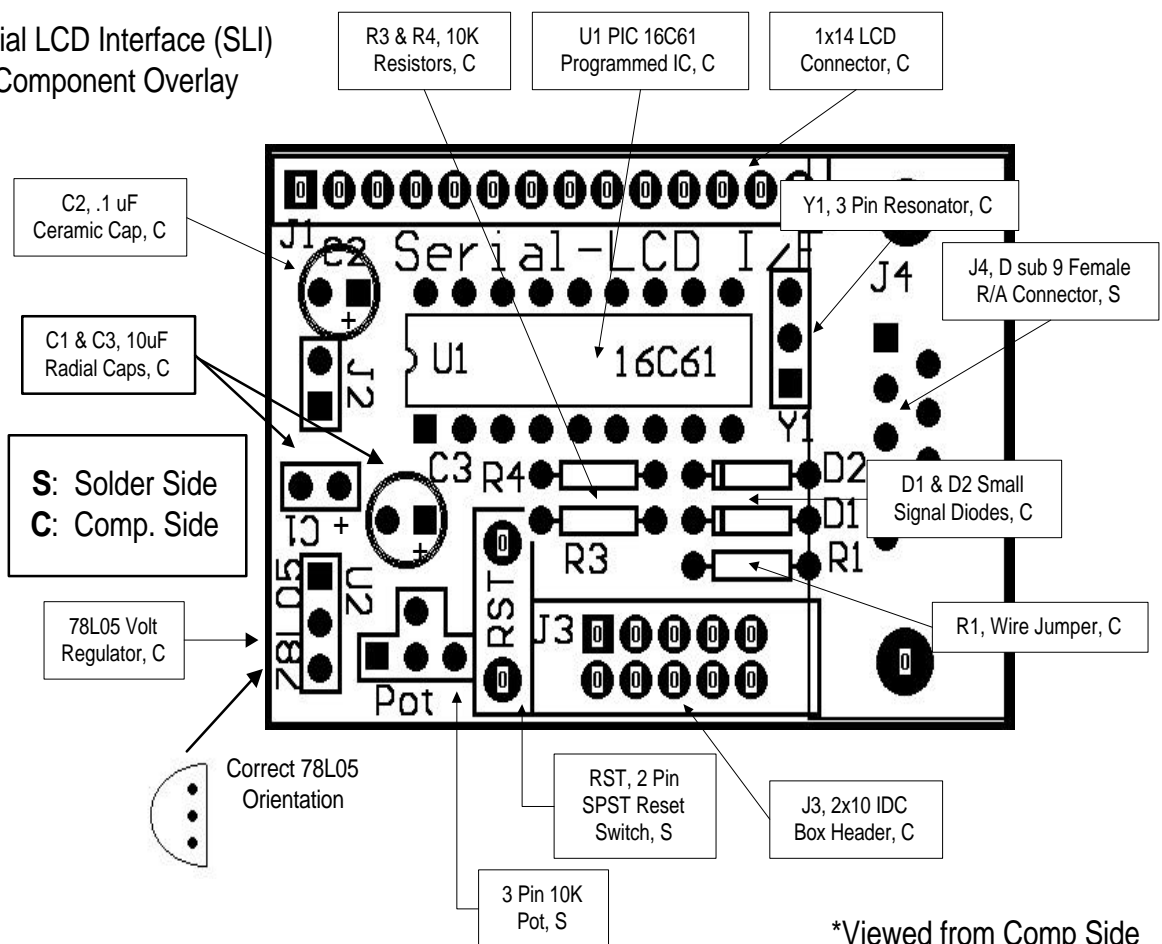 ial LCD Interface (SLI)
Component Overlay
R3 & R4, 10K
Resistors, C
U1 PIC 16C61
Programmed IC, C
1x14 LCD
Connector, C
C2, .1 uF
Ceramic Cap, C
Y1, 3 Pin Resonator, C
J4, D sub 9 Female
R/A Connector, S
C1 & C3, 10uF
Radial Caps, C
S: Solder Side
C: Comp. Side
D1 & D2 Small
Signal Diodes, C
78L05 Volt
Regulator, C
R1, Wire Jumper, C
Correct 78L05
Orientation
RST, 2 Pin
SPST Reset
Switch, S
J3, 2x10 IDC
Box Header, C
3 Pin 10K
Pot, S
*Viewed from Comp Side
J1
C2
Serial-LCD I/F
J4
+
J2
U1
16C61
Y1
C3
R4
D2
C1
+
+
R3
D1
R1
U2
78L05
RST
J3
Pot